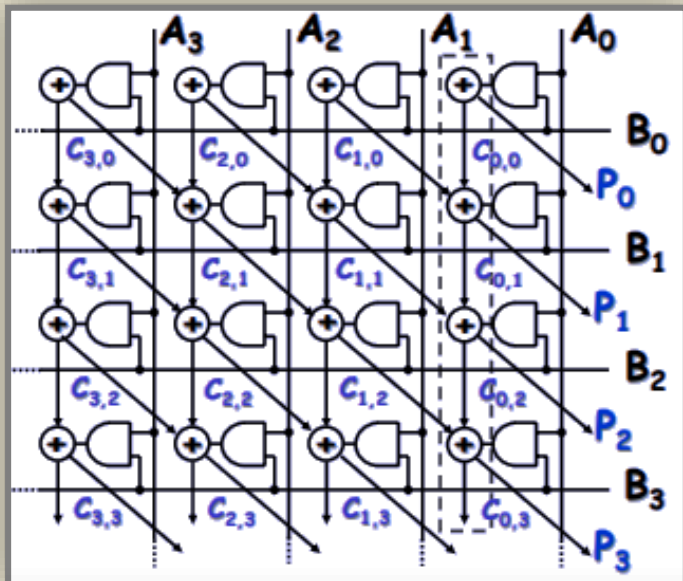 A3 A2 A1 A0
B0
C3,0 C2,0 C1,0 C0,0
P0
B1
C3,1 C2,1 C1,1 C0,1
P1
B2
C3,2 C2,2 C1,2 C0,2
P2
B3
C3,3 C2,3 C1,3 C0,3
P3